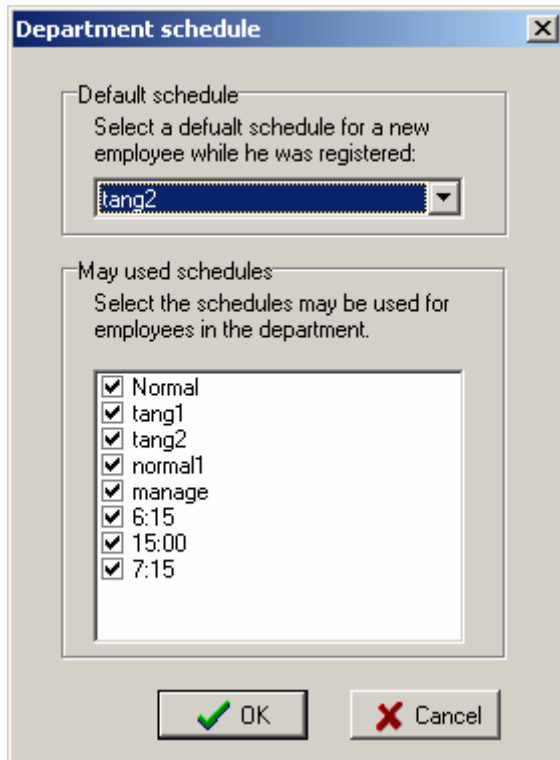 Department schedule
Default schedule
Select a defualt schedule for a new
employee while he was registered:
tang2
May used schedules
Select the schedules may be used for
employees in the department.
Normal
tang1
tang2
normal1
manage
6:15
15:00
7:15
OK
Cancel